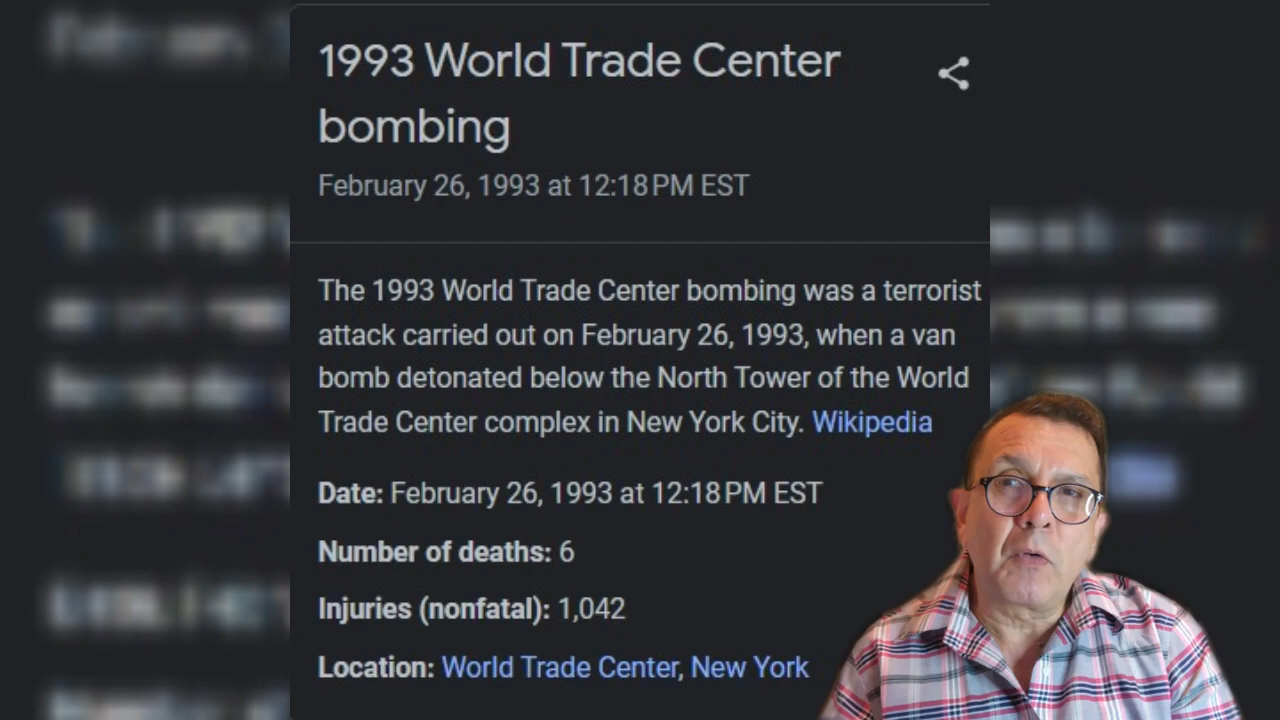 1993 World Trade Center
bombing
February 26, 1993 at 12:18 PM EST
The 1993 World Trade Center bombing was a terrorist
attack carried out on February 26, 1993, when a van
bomb detonated below the North Tower of the World
Trade Center complex in New York City. Wikipedia
Date: February 26, 1993 at 12:18 PM EST
Number of deaths: 6
Injuries (nonfatal): 1,042
Location: World Trade Center, New York